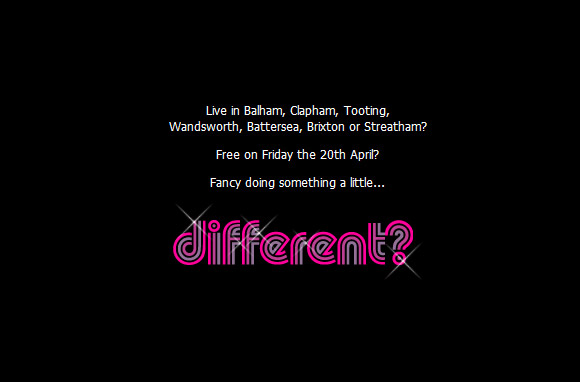 Live in Balham, Clapham, Tooting,
Wandsworth, Battersea, Brixton or Streatham?
Free on Friday the 20th April?
Fancy doing something a little...
different?